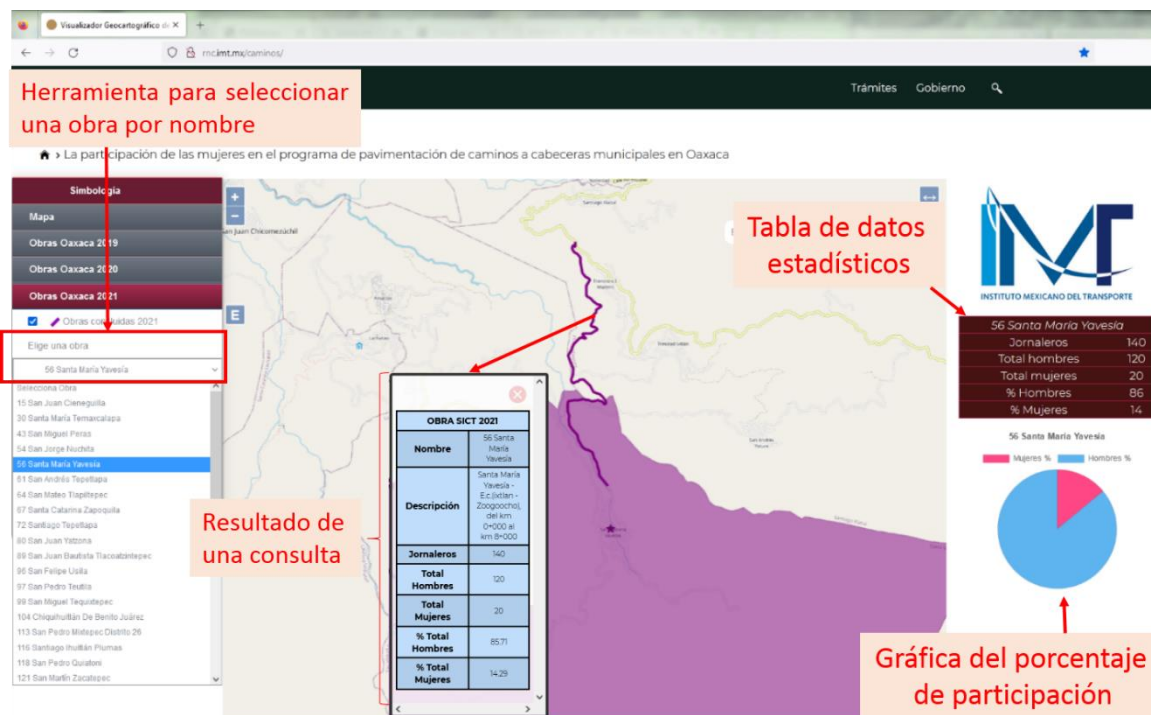 Visualizador Geocartográfico de
rnc.imt.mx/caminos/
Trámites Gobierno
Herramienta para seleccionar
una obra por nombre
> La participación de las mujeres en el programa de pavimentación de caminos a cabeceras municipales en Oaxaca
Simbología
Mapa
Obras Oaxaca 2019
Obras Oaxaca 2020
Obras Oaxaca 2021
Obras concluidas 2021
Elige una obra
56 Santa María Yavesía
Selecciona Obra
15 San Juan Cieneguilla
30 Santa María Temaxcalapa
43 San Miguel Peras
54 San Jorge Nuchita
56 Santa María Yavesía
61 San Andrés Tepetlapa
64 San Mateo Tlapiltepec
67 Santa Catarina Zapoquila
72 Santiago Tepetlapa
80 San Juan Yatzona
89 San Juan Bautista Tlacoatzintepec
96 San Felipe Usila
97 San Pedro Teutila
99 San Miguel Tequixtepec
104 Chiquihuitlán De Benito Juárez
113 San Pedro Mixtepec Distrito 26
116 Santiago Ihuitlán Plumas
118 San Pedro Quiatoni
121 San Martín Zacatepec
+
-
E
San Juan Chicomezúchil
Resultado de
una consulta
OBRA SICT 2021
Nombre
56 Santa
María
Yavesía
Descripción
Santa María
Yavesía -
E.c.(Ixtlan -
Zoogoocho),
del km
0+000 al
km 8+000
Jornaleros 140
Total
Hombres
120
Total
Mujeres
20
% Total
Hombres
85.71
% Total
Mujeres
14.29
Tabla de datos
estadísticos
IMT
INSTITUTO MEXICANO DEL TRANSPORTE
56 Santa María Yavesía
Jornaleros 140
Total hombres 120
Total mujeres 20
% Hombres 86
% Mujeres 14
56 Santa María Yavesía
Mujeres % Hombres %
Gráfica del porcentaje
de participación